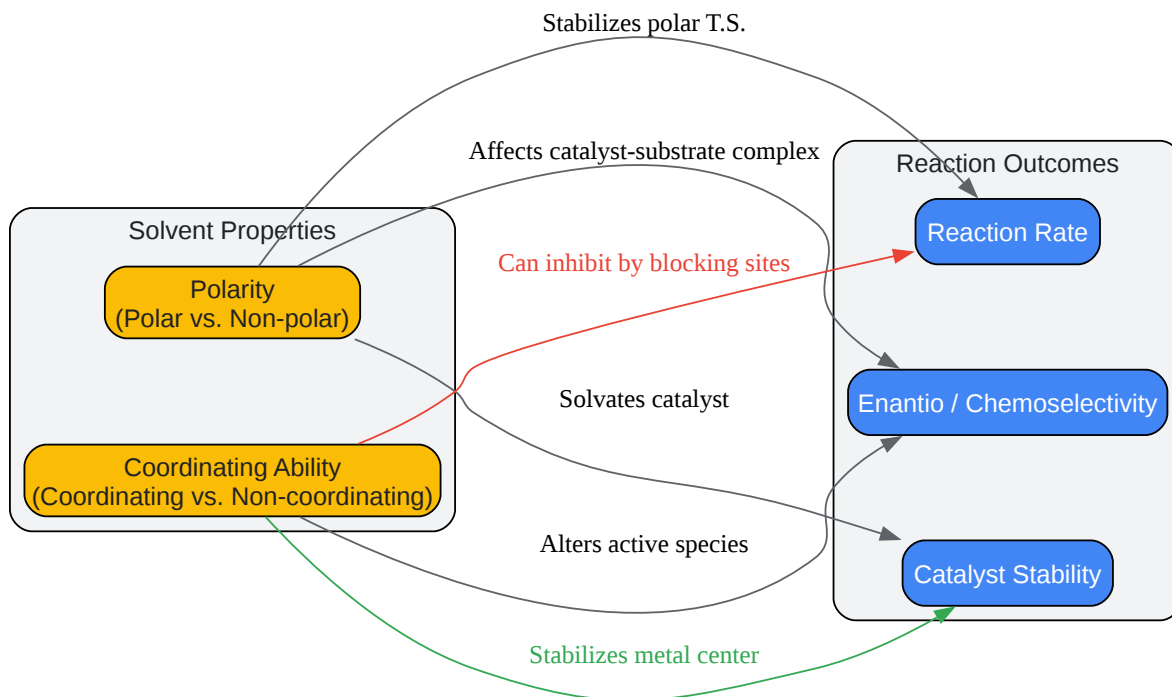 Stabilizes polar T.S.
Affects catalyst-substrate complex
Reaction Outcomes
Solvent Properties
Reaction Rate
Can inhibit by blocking sites
Polarity
(Polar vs. Non-polar)
Solvates catalyst
Enantio / Chemoselectivity
Coordinating Ability
(Coordinating vs. Non-coordinating)
Alters active species
Catalyst Stability
Stabilizes metal center